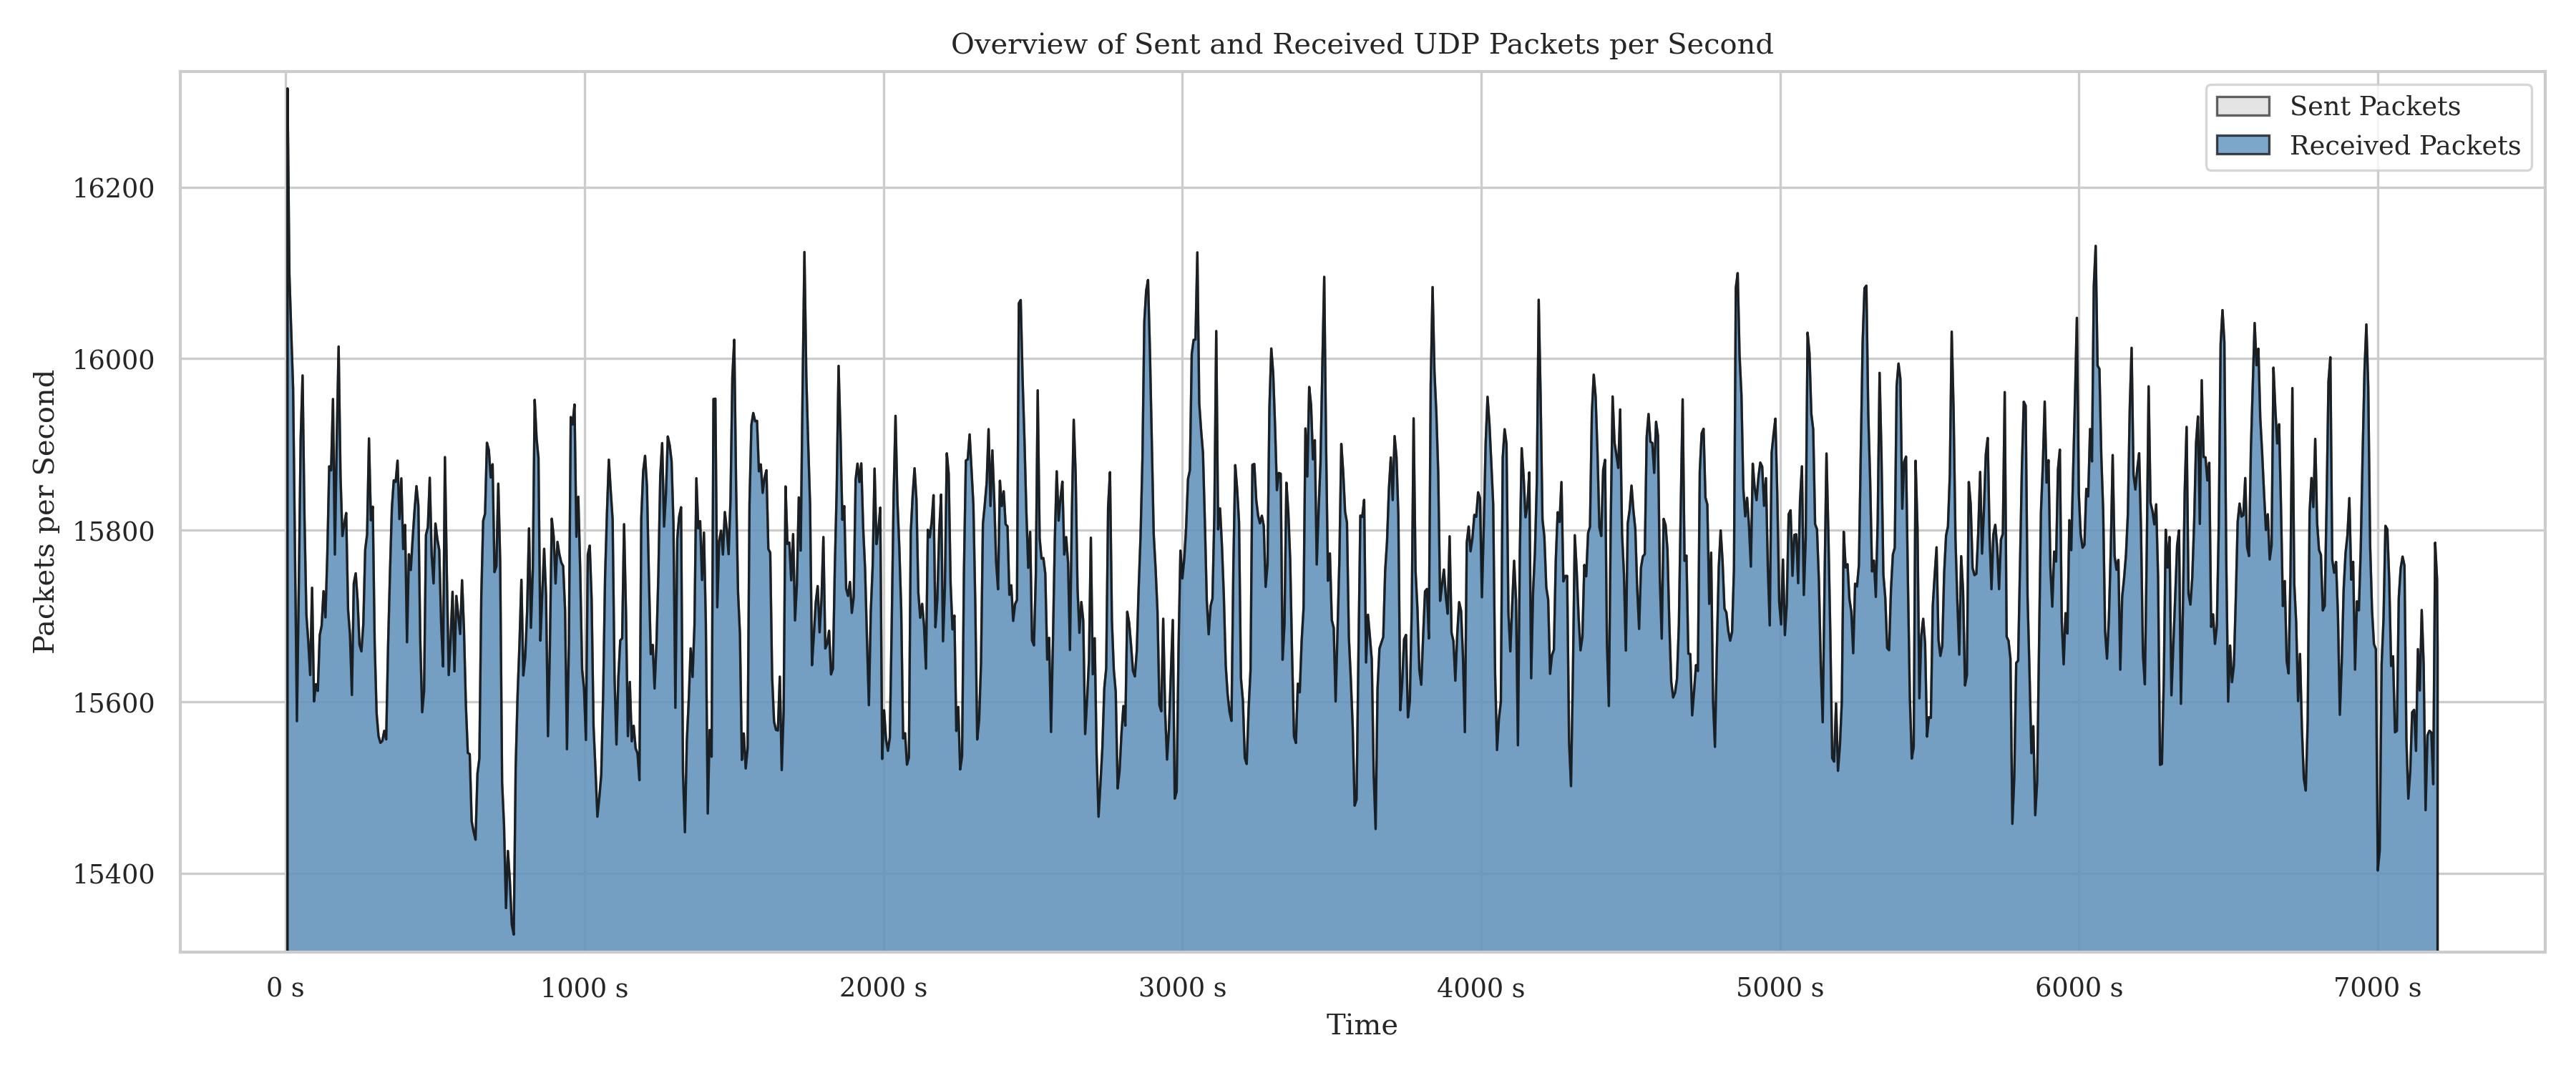 Overview of Sent and Received UDP Packets per Second
Sent Packets
Received Packets
Packets per Second
16200
16000
15800
15600
15400
0 s
1000 s
2000 s
3000 s
4000 s
5000 s
6000 s
7000 s
Time